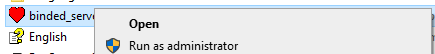 binded_serve
Open
English
Run as administrator